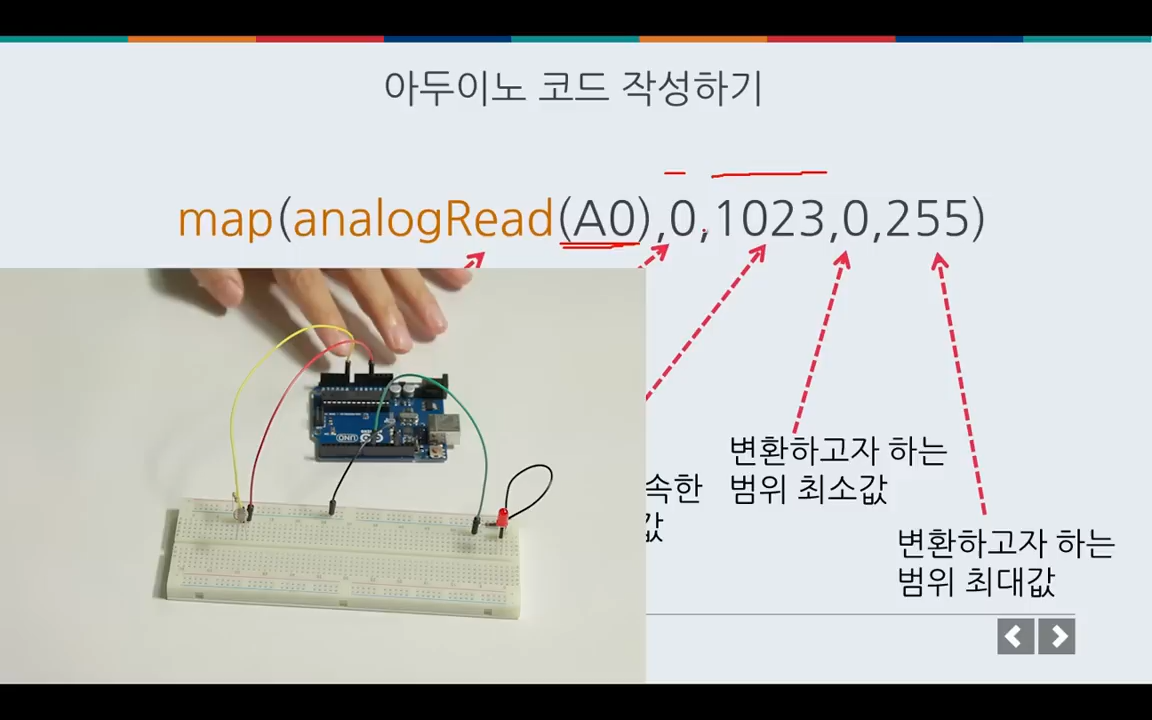 아두이노 코드 작성하기
map(analogRead(A0),0,1023,0,255)
변환하고자 하는
범위 최소값
속한
값
변환하고자 하는
범위 최대값
UNO